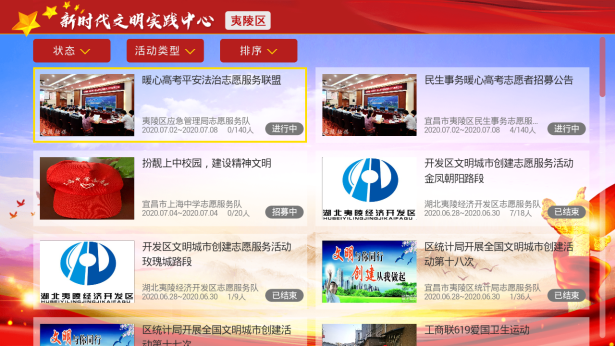 新时代文明实践中心 夷陵区
状态 活动类型 排序
暖心高考平安法治志愿服务联盟
夷陵区应急管理局志愿服务队
2020.07.02~2020.07.08 0/140人 进行中
民生事务暖心高考志愿者招募公告
宜昌市夷陵区民生事务志愿服...
2020.07.02~2020.07.08 4/140人 进行中
扮靓上中校园，建设精神文明
宜昌市上海中学志愿服务队
2020.07.04~2020.07.04 0/20人 招募中
湖北夷陵经济开发区
HUBEIYILINGJINGJIKAIFAQU
开发区文明城市创建志愿服务活动
金凤朝阳路段
湖北夷陵经济开发区志愿服务队
2020.06.28~2020.06.30 7/18人 已结束
湖北夷陵经济开发区
HUBEIYILINGJINGJIKAIFAQU
开发区文明城市创建志愿服务活动
玫瑰城路段
湖北夷陵经济开发区志愿服务队
2020.06.28~2020.06.30 1/9人 已结束
文明与你同行
创建从我做起
区统计局开展全国文明城市创建活
动第十八次
宜昌市夷陵区统计局志愿服务队
2020.06.29~2020.06.30 1/36人 已结束
文明与你同行
区统计局开展全国文明城市创建活
动第十七次
工商联619爱国卫生运动